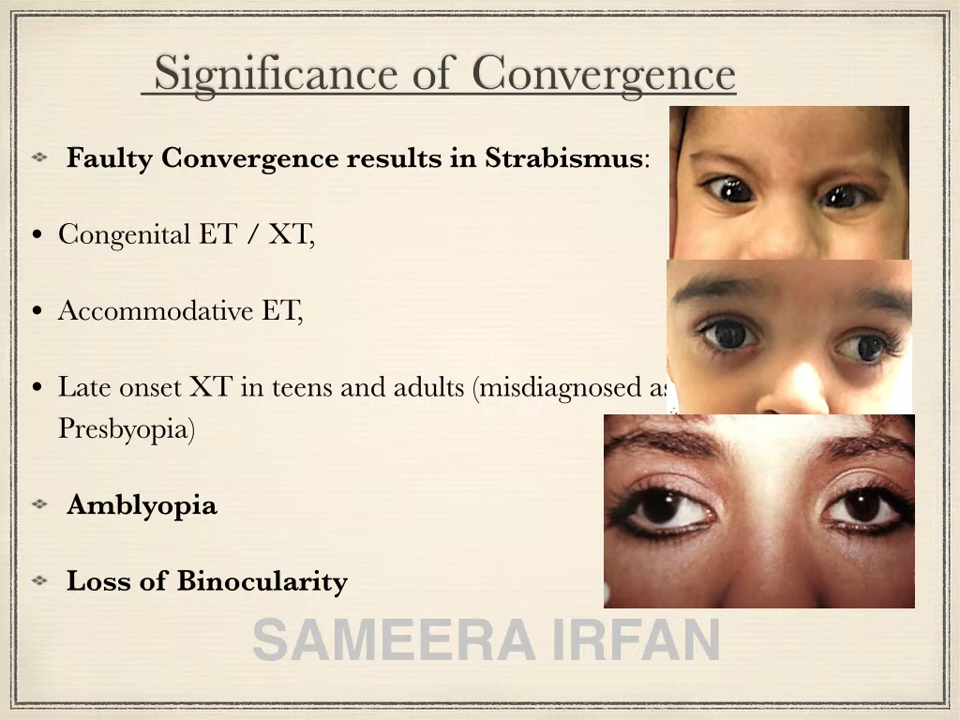 Significance of Convergence
Faulty Convergence results in Strabismus:
• Congenital ET / XT,
• Accommodative ET,
• Late onset XT in teens and adults (misdiagnosed as
Presbyopia)
Amblyopia
Loss of Binocularity
SAMEERA IRFAN